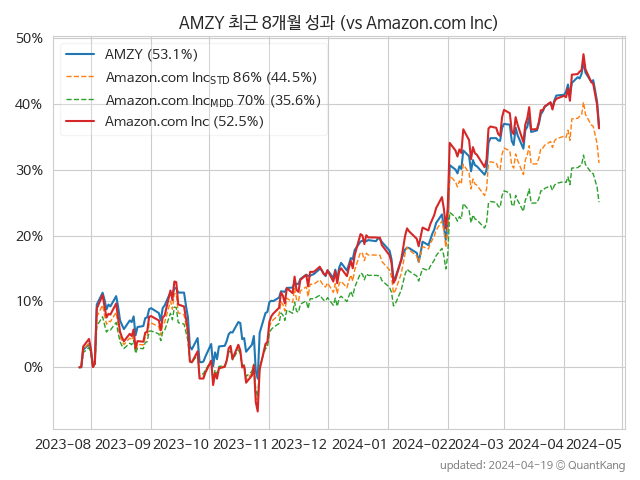 AMZY 최근 8개월 성과 (vs Amazon.com Inc)
50%
40%
30%
20%
10%
0%
AMZY (53.1%)
Amazon.com IncSTD 86% (44.5%)
Amazon.com IncMDD 70% (35.6%)
Amazon.com Inc (52.5%)
2023-08 2023-09 2023-10 2023-11 2023-12 2024-01 2024-02 2024-03 2024-04 2024-05
updated: 2024-04-19 © QuantKang